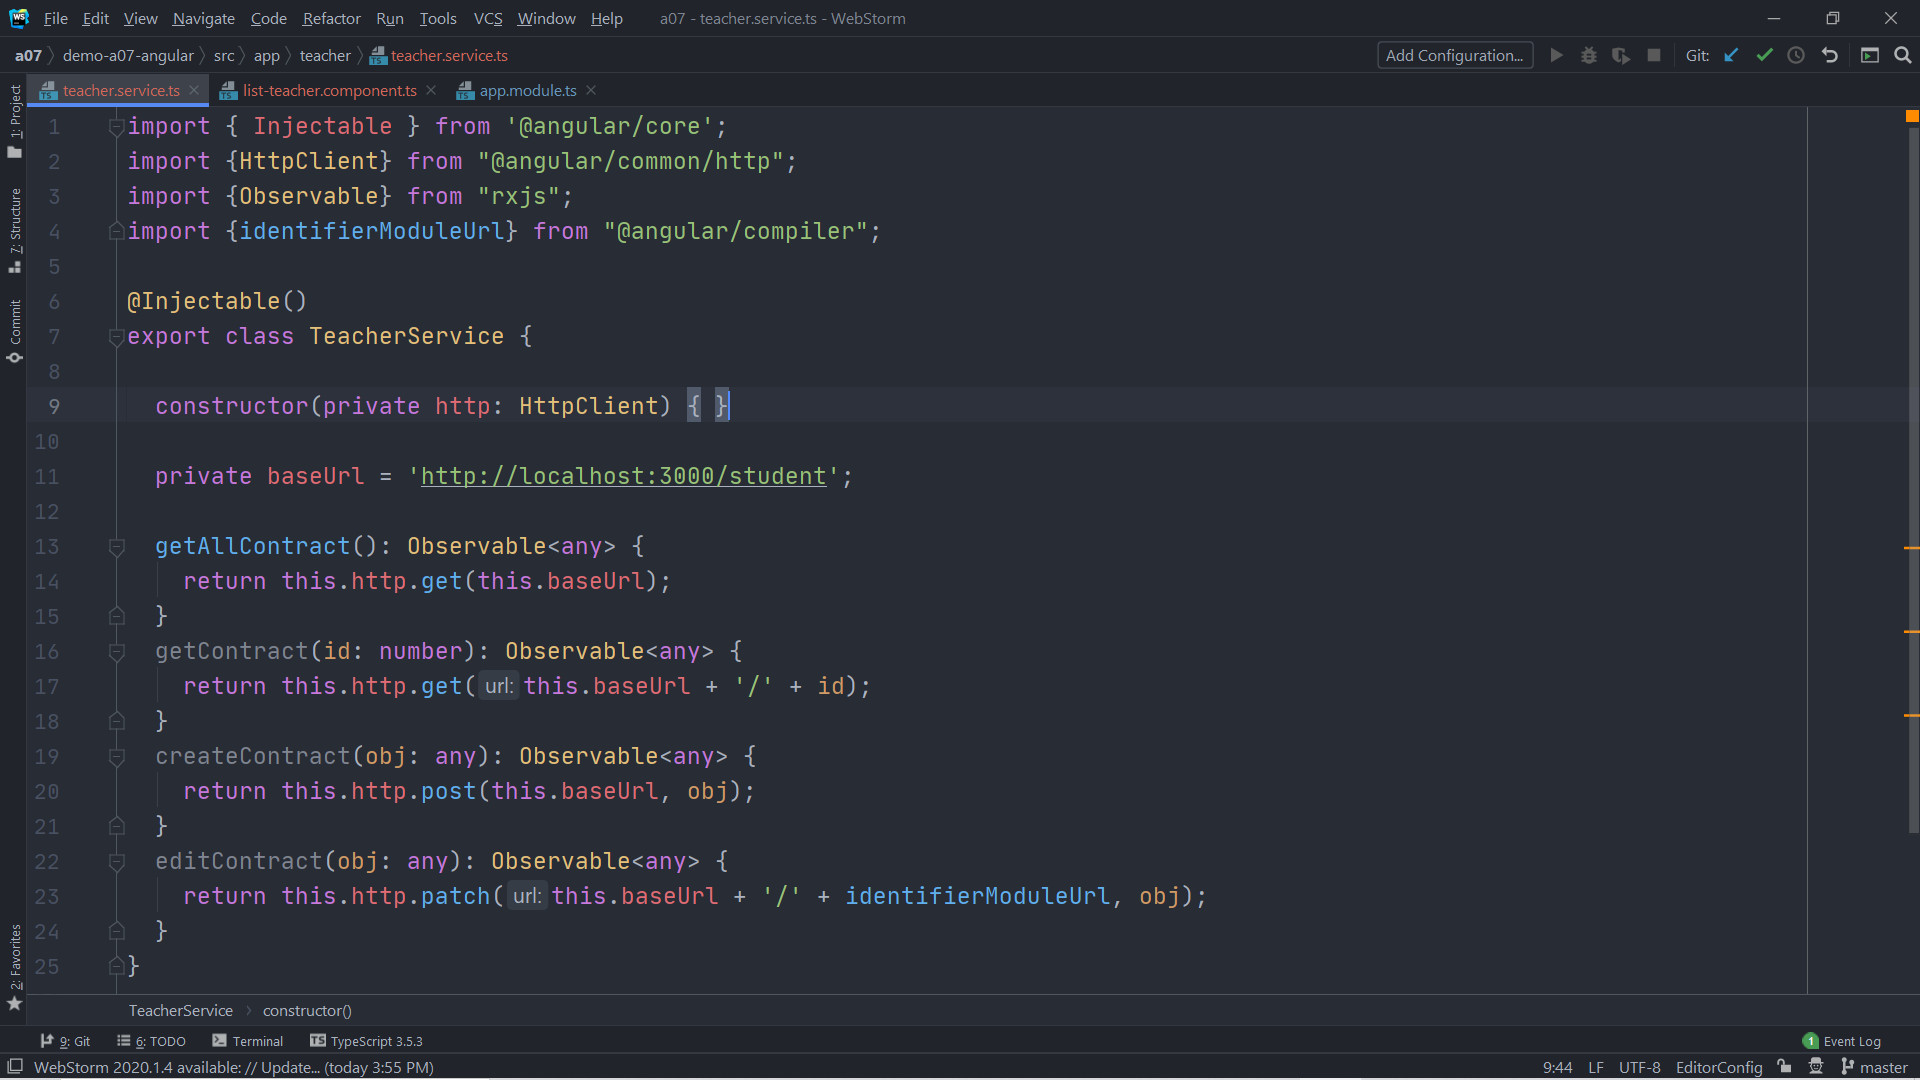 WS File Edit View Navigate Code Refactor Run Tools VCS Window Help a07 - teacher.service.ts - WebStorm
a07 demo-a07-angular src app teacher TS teacher.service.ts Add Configuration... Git:
TS teacher.service.ts TS list-teacher.component.ts TS app.module.ts
1: Project
7: Structure
Commit
2: Favorites
1 import { Injectable } from '@angular/core';
2 import {HttpClient} from "@angular/common/http";
3 import {Observable} from "rxjs";
4 import {identifierModuleUrl} from "@angular/compiler";
5
6 @Injectable()
7 export class TeacherService {
8
9 constructor(private http: HttpClient) { }
10
11 private baseUrl = 'http://localhost:3000/student';
12
13 getAllContract(): Observable<any> {
14 return this.http.get(this.baseUrl);
15 }
16 getContract(id: number): Observable<any> {
17 return this.http.get( url: this.baseUrl + '/' + id);
18 }
19 createContract(obj: any): Observable<any> {
20 return this.http.post(this.baseUrl, obj);
21 }
22 editContract(obj: any): Observable<any> {
23 return this.http.patch( url: this.baseUrl + '/' + identifierModuleUrl, obj);
24 }
25 }
TeacherService constructor()
9: Git 6: TODO Terminal TS TypeScript 3.5.3 1 Event Log
WebStorm 2020.1.4 available: // Update... (today 3:55 PM) 9:44 LF UTF-8 EditorConfig master